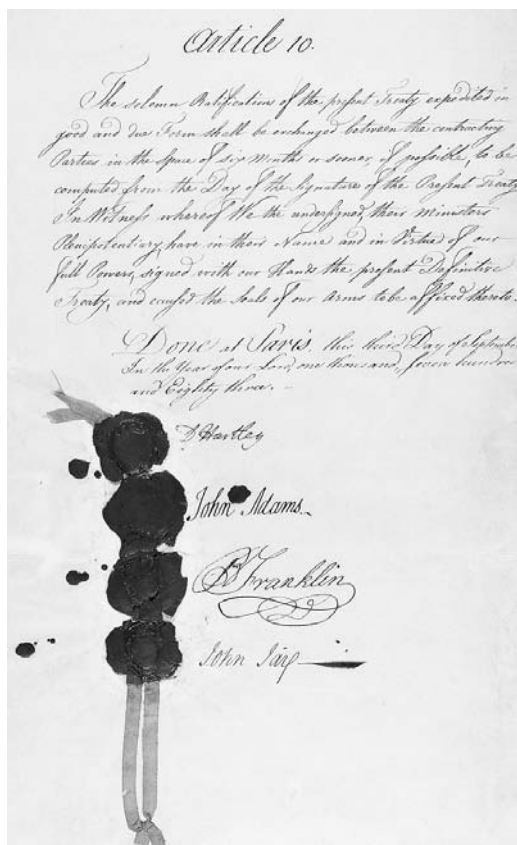 Article 10.
The solemn Ratifications of the present Treaty expedited in
good and due Form shall be exchanged between the contracting
Parties in the Space of Six Months or sooner, if possible, to be
computed from the Day of the Signature of the Present Treaty
In Witness whereof We the undersigned, their Ministers
Plenipotentiary, have in their Name and in Virtue of our
full Powers, signed with our Hands the present Definitive
Treaty, and caused the Seals of our Arms to be affixed thereto.
Done at Paris, this third Day of September
In the Year of our Lord, one thousand, seven hundred
and Eighty three. -
D Hartley
John Adams.
B Franklin
John Jay